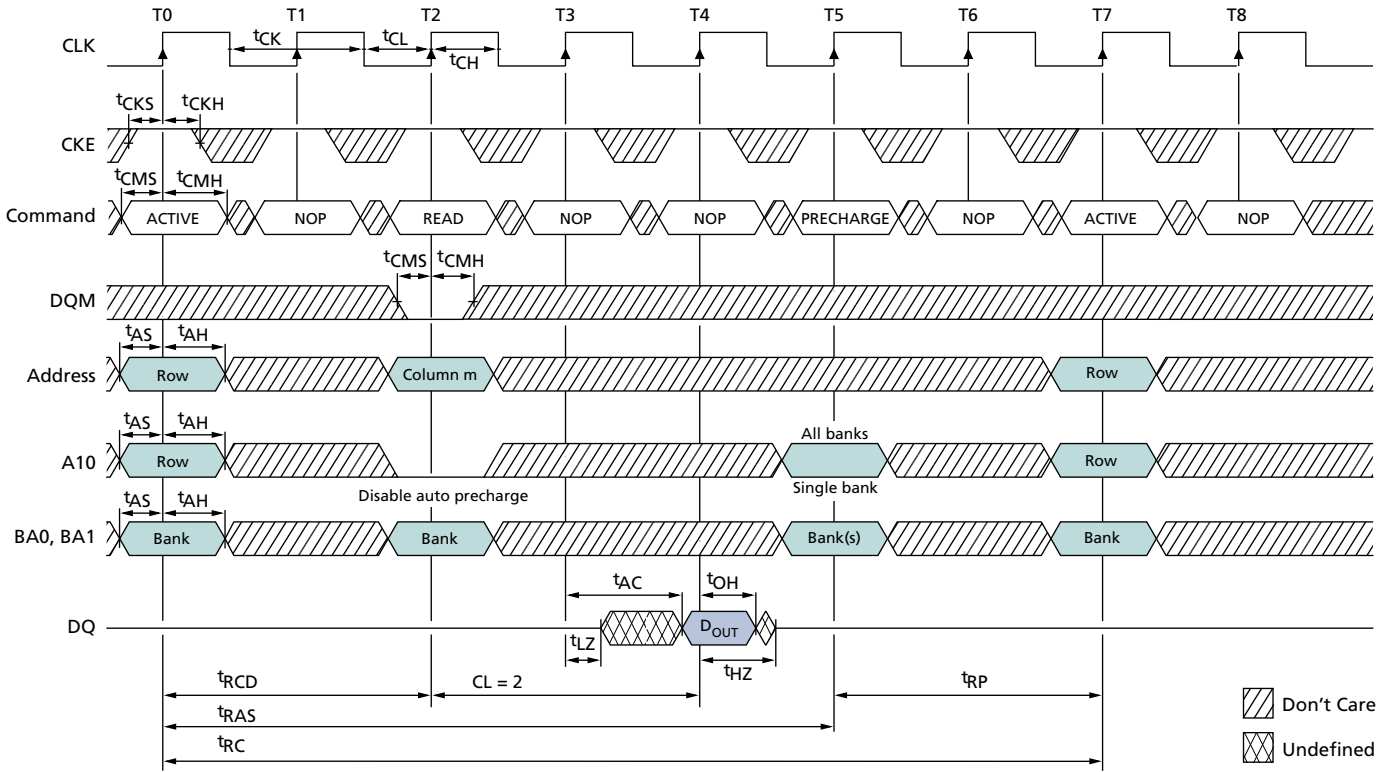 T0 T1 T2 T3 T4 T5 T6 T7 T8
CLK tCK tCL tCH
tCKS tCKH
CKE
tCMS tCMH
Command ACTIVE NOP READ NOP NOP PRECHARGE NOP ACTIVE NOP
tCMS tCMH
DQM
tAS tAH
Address Row Column m Row
tAS tAH All banks
A10 Row Row
Disable auto precharge Single bank
tAS tAH
BA0, BA1 Bank Bank Bank(s) Bank
tAC tOH
DQ DOUT
tLZ tHZ
tRCD CL = 2 tRP
tRAS
tRC
Don't Care
Undefined